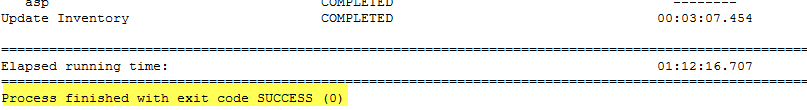 asp COMPLETED --------
Update Inventory COMPLETED 00:03:07.454
================================================================================
Elapsed running time: 01:12:16.707
================================================================================
Process finished with exit code SUCCESS (0)